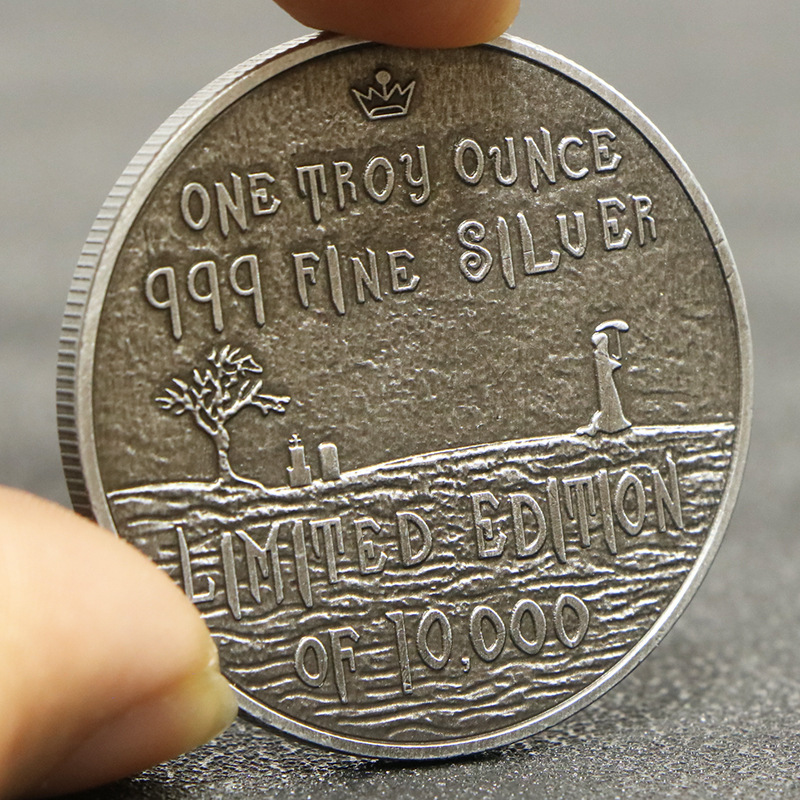 ONE TROY OUNCE
999 FINE SILVER
LIMITED EDITION
OF 10,000